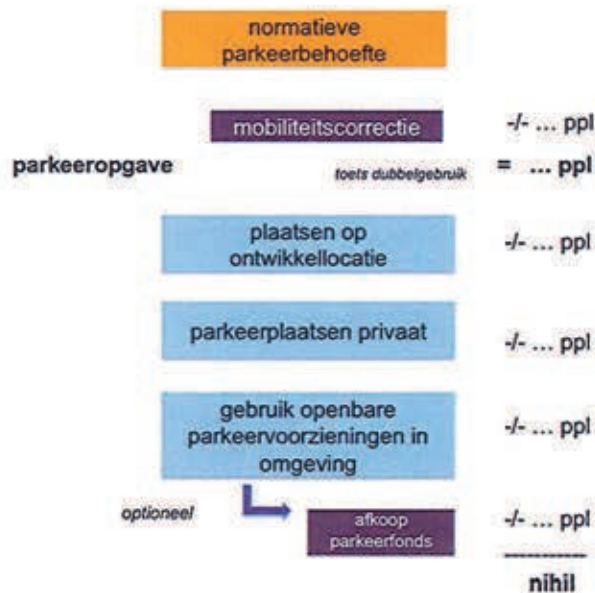 normatieve
parkeerbehoefte
mobiliteitscorrectie -/- ... ppl
parkeeropgave toets dubbelgebruik = ... ppl
plaatsen op
ontwikkellocatie
-/- ... ppl
parkeerplaatsen privaat
-/- ... ppl
gebruik openbare
parkeervoorzieningen in
omgeving
-/- ... ppl
optioneel
afkoop
parkeerfonds
-/- ... ppl
nihil